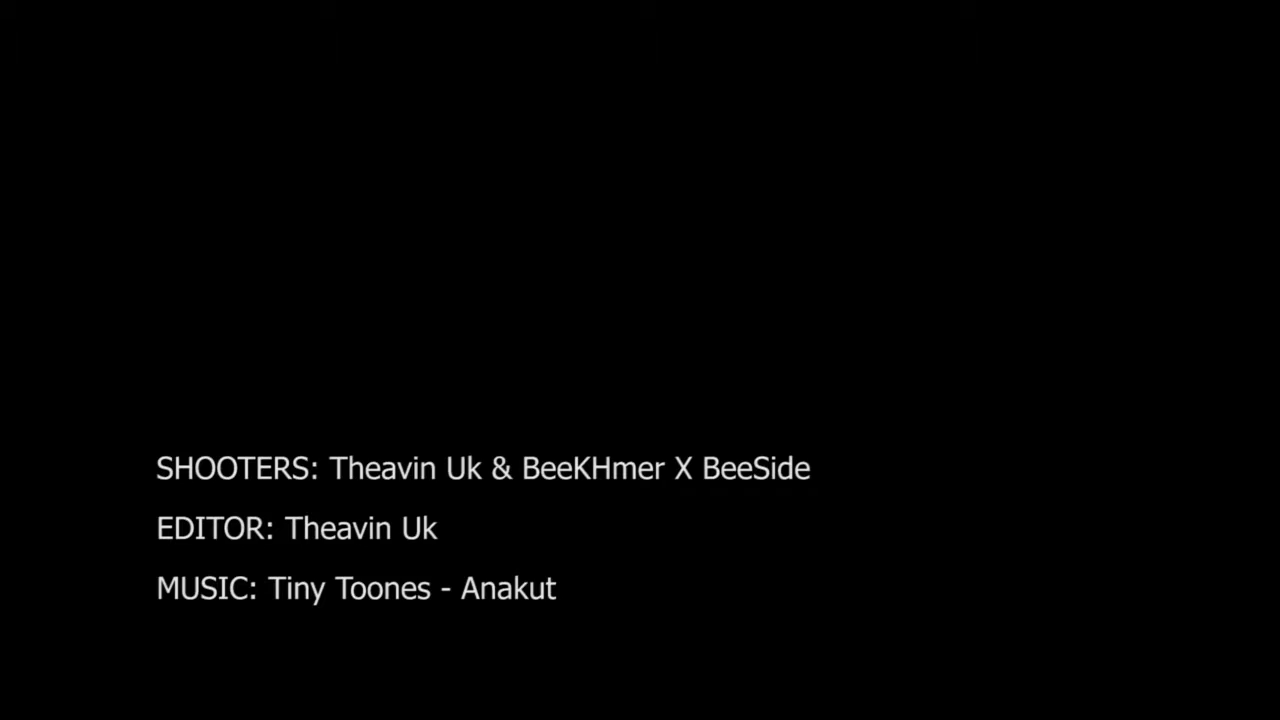 SHOOTERS: Theavin Uk & BeeKHmer X BeeSide
EDITOR: Theavin Uk
MUSIC: Tiny Toones - Anakut